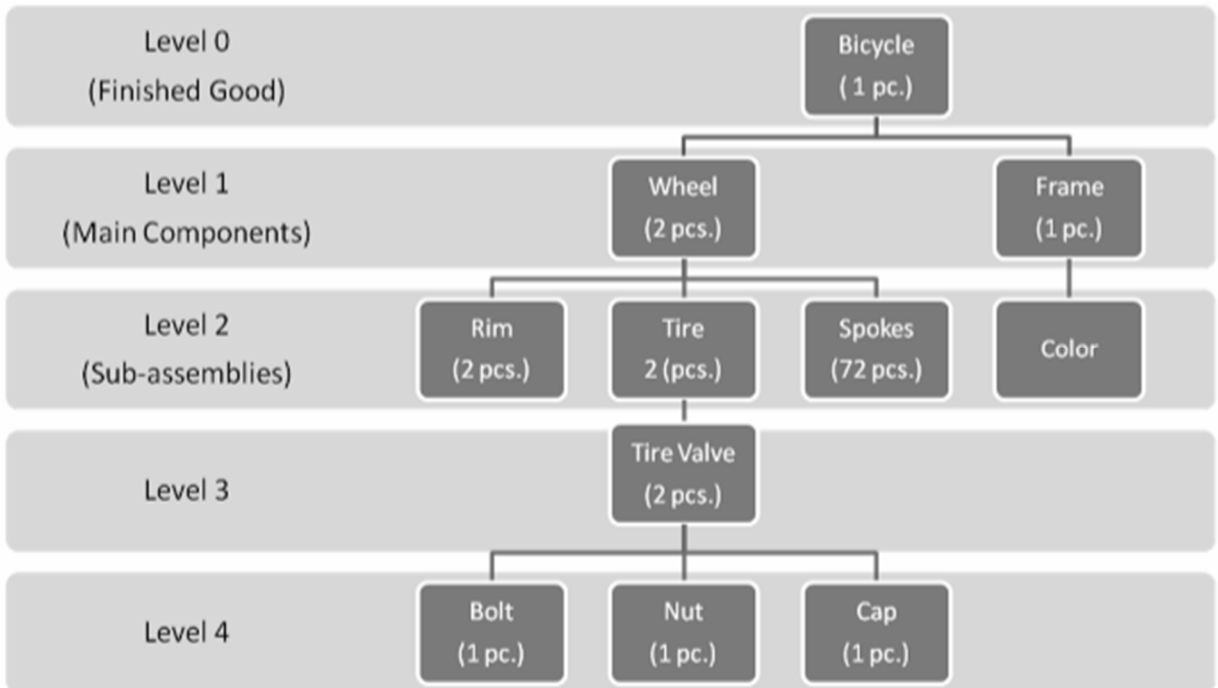 Level 0
(Finished Good)
Bicycle
( 1 pc.)
Level 1
(Main Components)
Wheel
(2 pcs.)
Frame
(1 pc.)
Level 2
(Sub-assemblies)
Rim
(2 pcs.)
Tire
2 (pcs.)
Spokes
(72 pcs.)
Color
Level 3
Tire Valve
(2 pcs.)
Level 4
Bolt
(1 pc.)
Nut
(1 pc.)
Cap
(1 pc.)